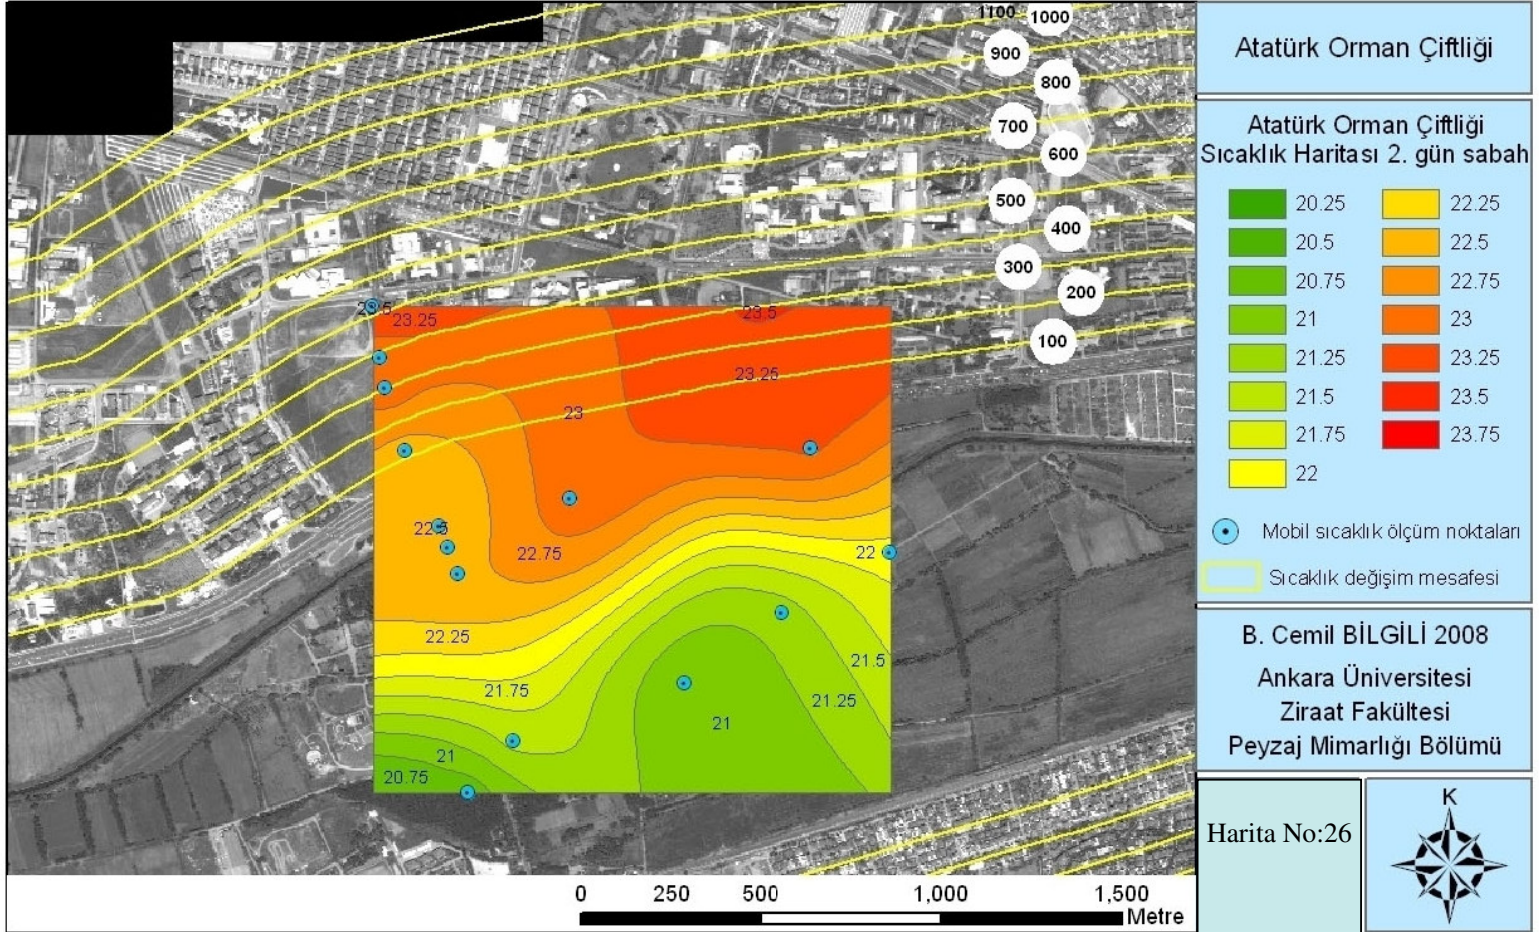 1100
1000
900
800
700
600
500
400
300
200
100
23.5
23.25
23.5
23.25
23
22.5
22.75
22
22.25
21.75
21.5
21.25
21
21
20.75
0 250 500 1,000 1,500
Metre
Atatürk Orman Çiftliği
Atatürk Orman Çiftliği
Sıcaklık Haritası 2. gün sabah
20.25 22.25
20.5 22.5
20.75 22.75
21 23
21.25 23.25
21.5 23.5
21.75 23.75
22
Mobil sıcaklık ölçüm noktaları
Sıcaklık değişim mesafesi
B. Cemil BİLGİLİ 2008
Ankara Üniversitesi
Ziraat Fakültesi
Peyzaj Mimarlığı Bölümü
Harita No:26
K